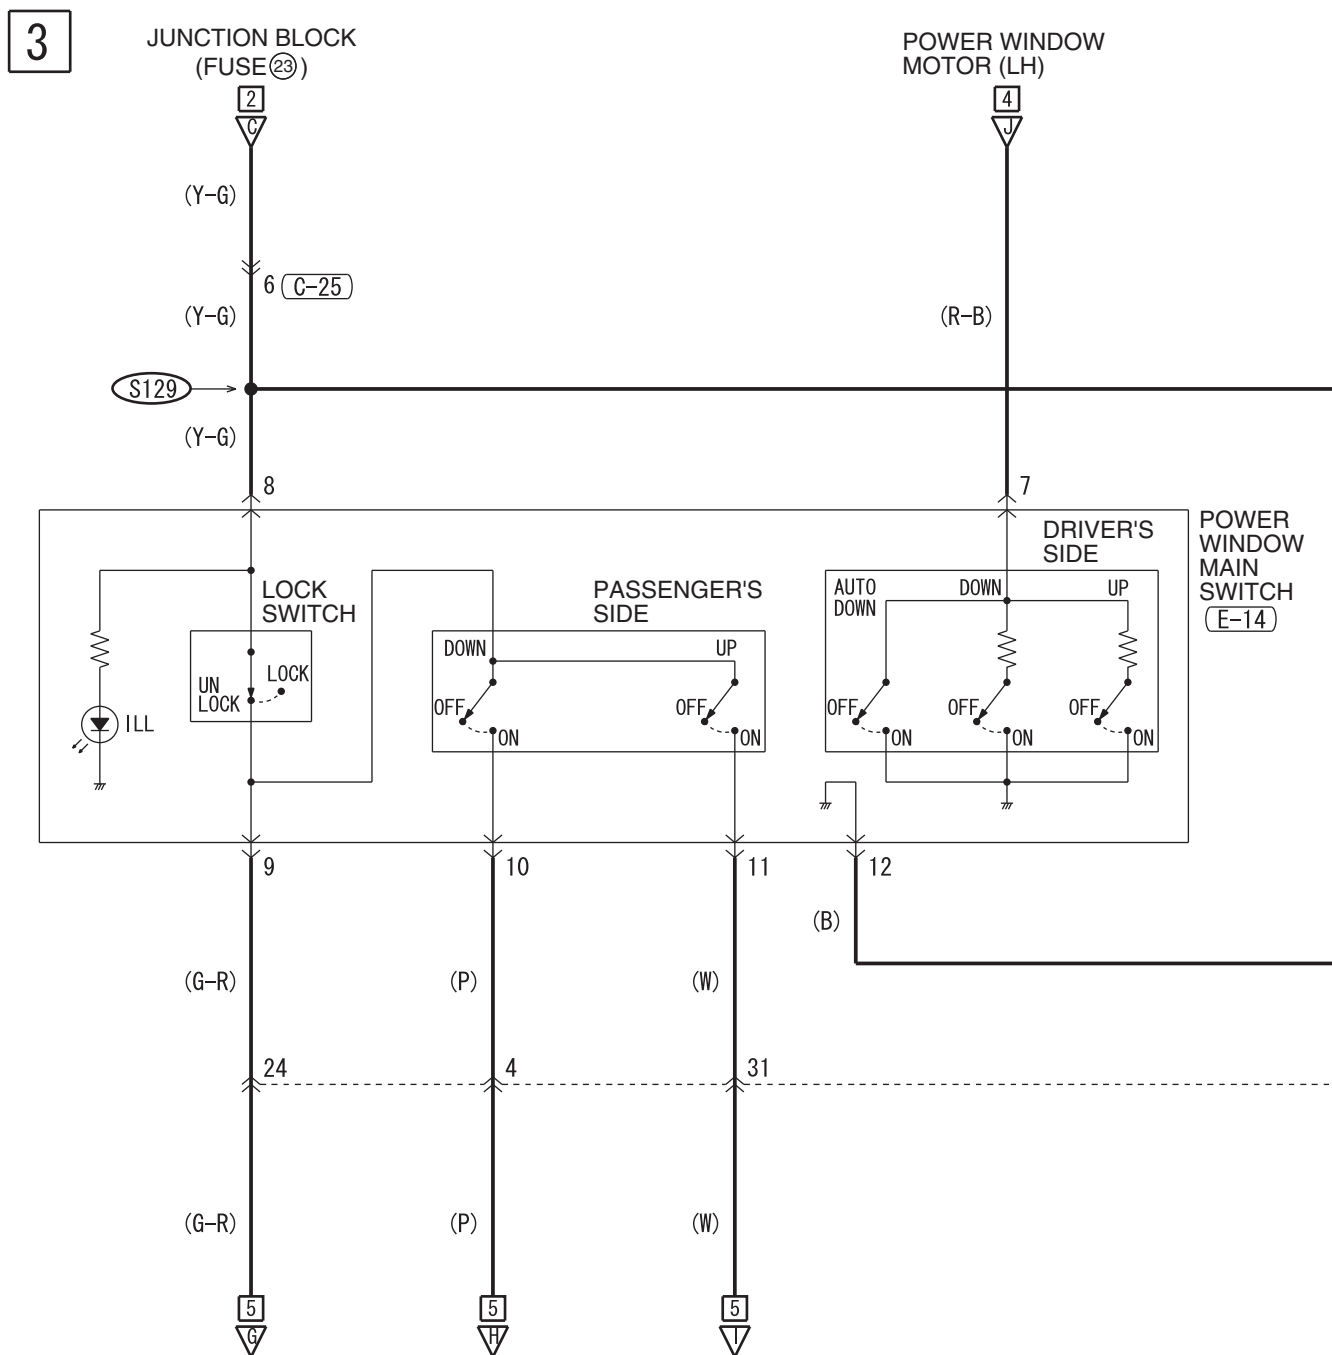 3
JUNCTION BLOCK
(FUSE㉓)
2
C
POWER WINDOW
MOTOR (LH)
4
J
(Y-G)
6 C-25
(Y-G)
(R-B)
S129
(Y-G)
8
7
POWER
WINDOW
MAIN
SWITCH
E-14
LOCK
SWITCH
UN
LOCK
LOCK
ILL
PASSENGER'S
SIDE
DOWN
UP
OFF
ON
OFF
ON
DRIVER'S
SIDE
AUTO
DOWN
DOWN
UP
OFF
ON
OFF
ON
OFF
ON
9
10
11
12
(B)
(G-R)
(P)
(W)
24
4
31
(G-R)
(P)
(W)
5
G
5
H
5
I